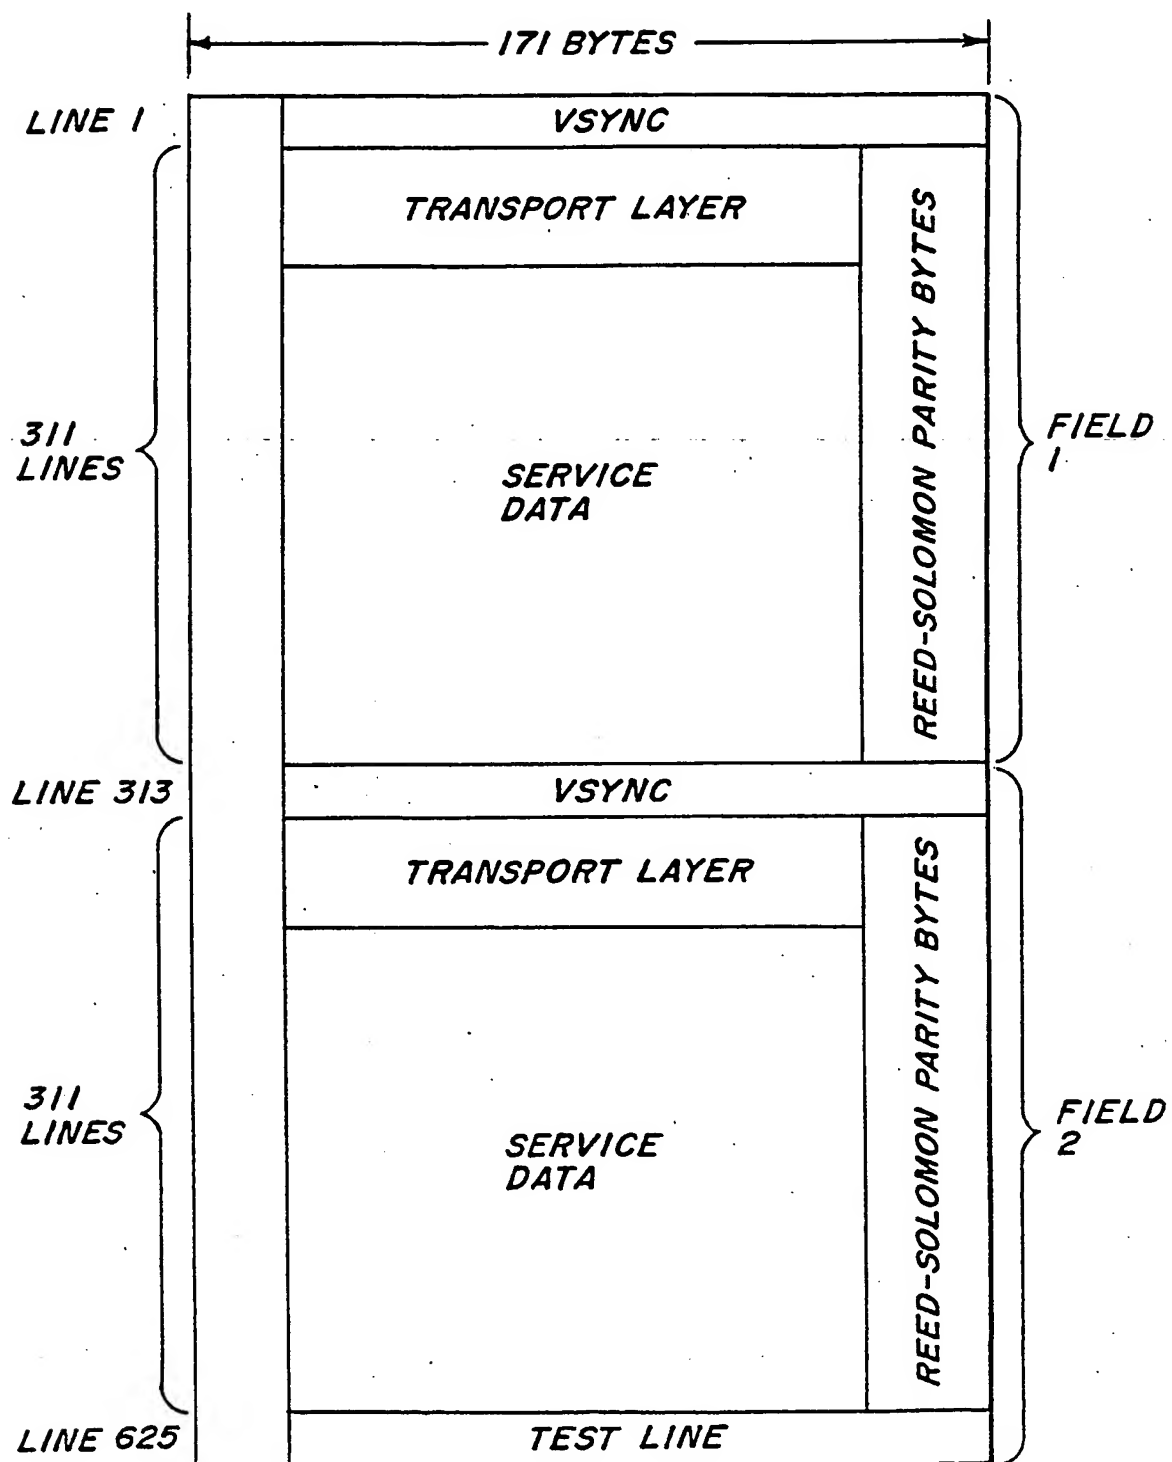 171 BYTES
LINE 1
VSYNC
TRANSPORT LAYER
REED-SOLOMON PARITY BYTES
311
LINES
SERVICE
DATA
FIELD
1
LINE 313
VSYNC
TRANSPORT LAYER
REED-SOLOMON PARITY BYTES
311
LINES
SERVICE
DATA
FIELD
2
LINE 625
TEST LINE